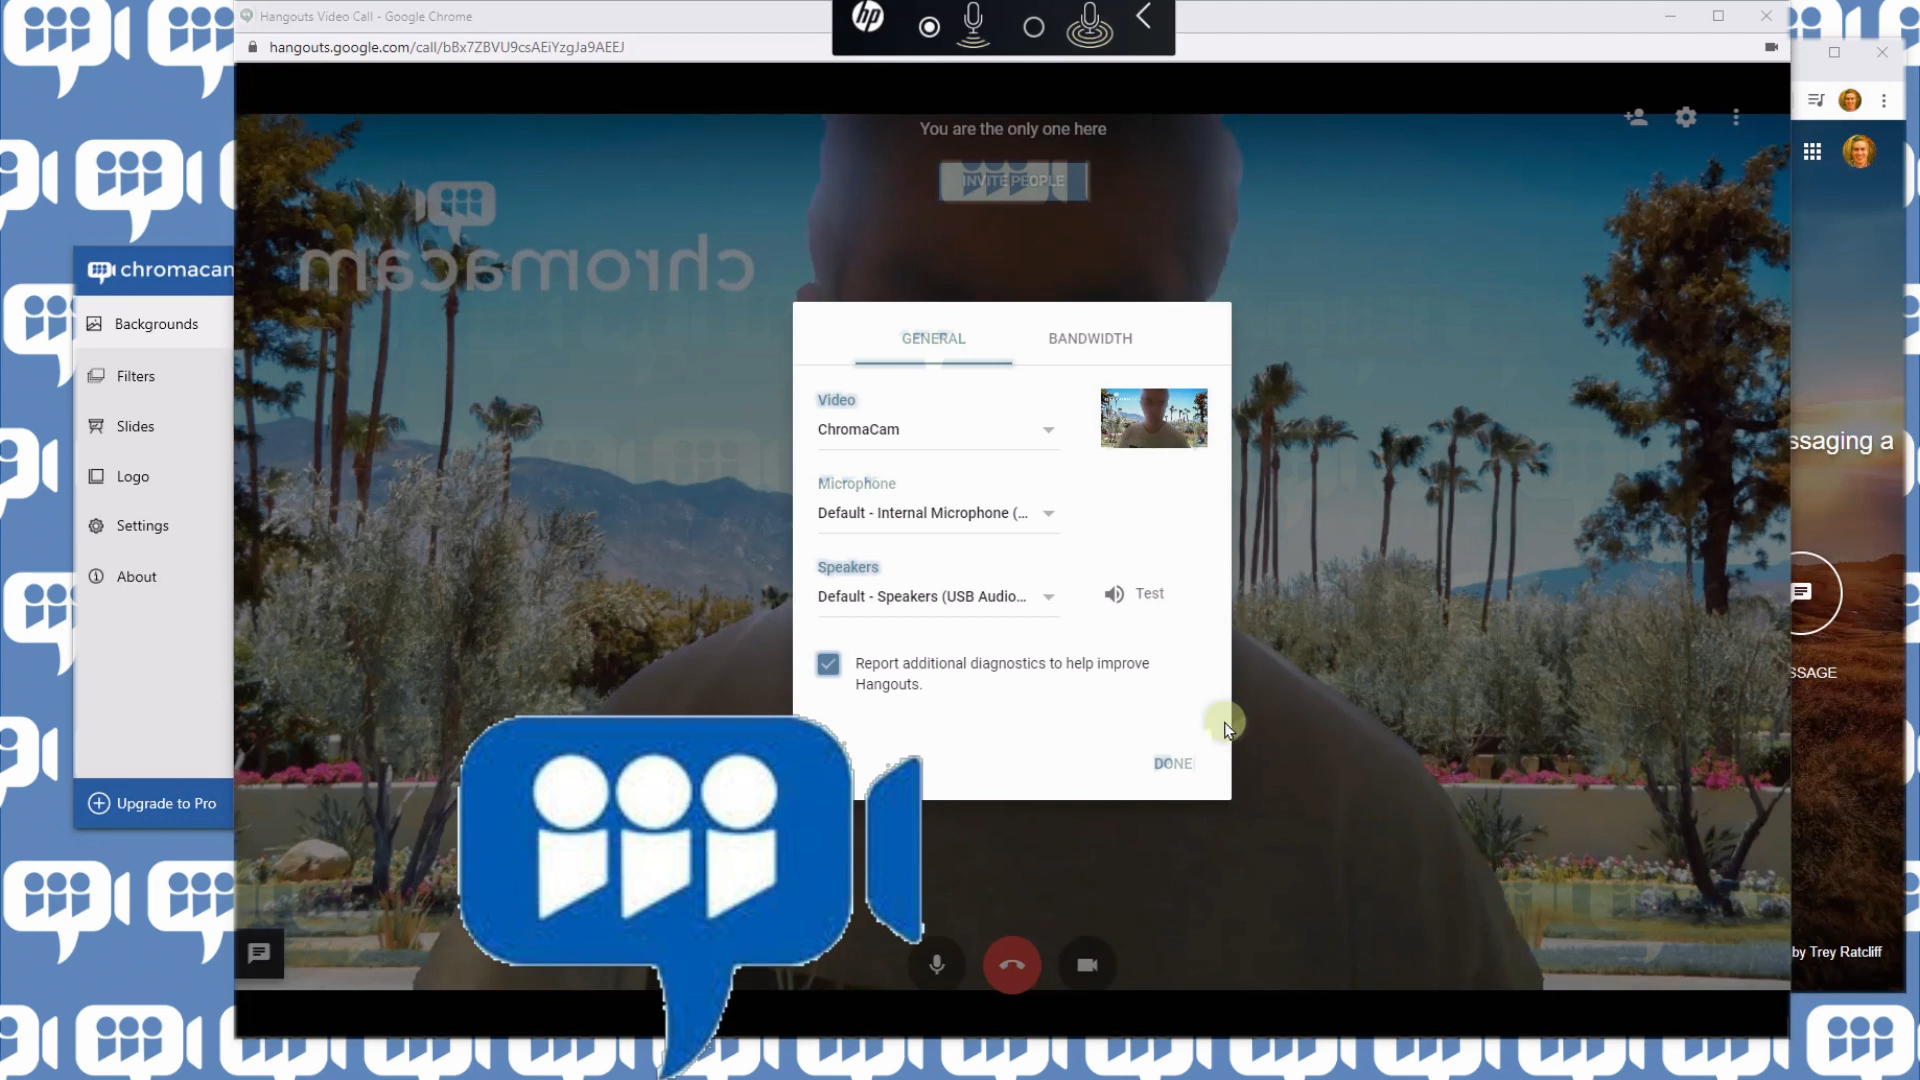 Hangouts Video Call - Google Chrome
hangouts.google.com/call/bBx7ZBVU9csAEiYzgJa9AEEJ
hp
You are the only one here
INVITE PEOPLE
chromacam
chromacam
Backgrounds
Filters
Slides
Logo
Settings
About
Upgrade to Pro
GENERAL
BANDWIDTH
Video
ChromaCam
Microphone
Default - Internal Microphone (...
Speakers
Default - Speakers (USB Audio...
Test
Report additional diagnostics to help improve
Hangouts.
DONE
ssaging a
SSAGE
by Trey Ratcliff